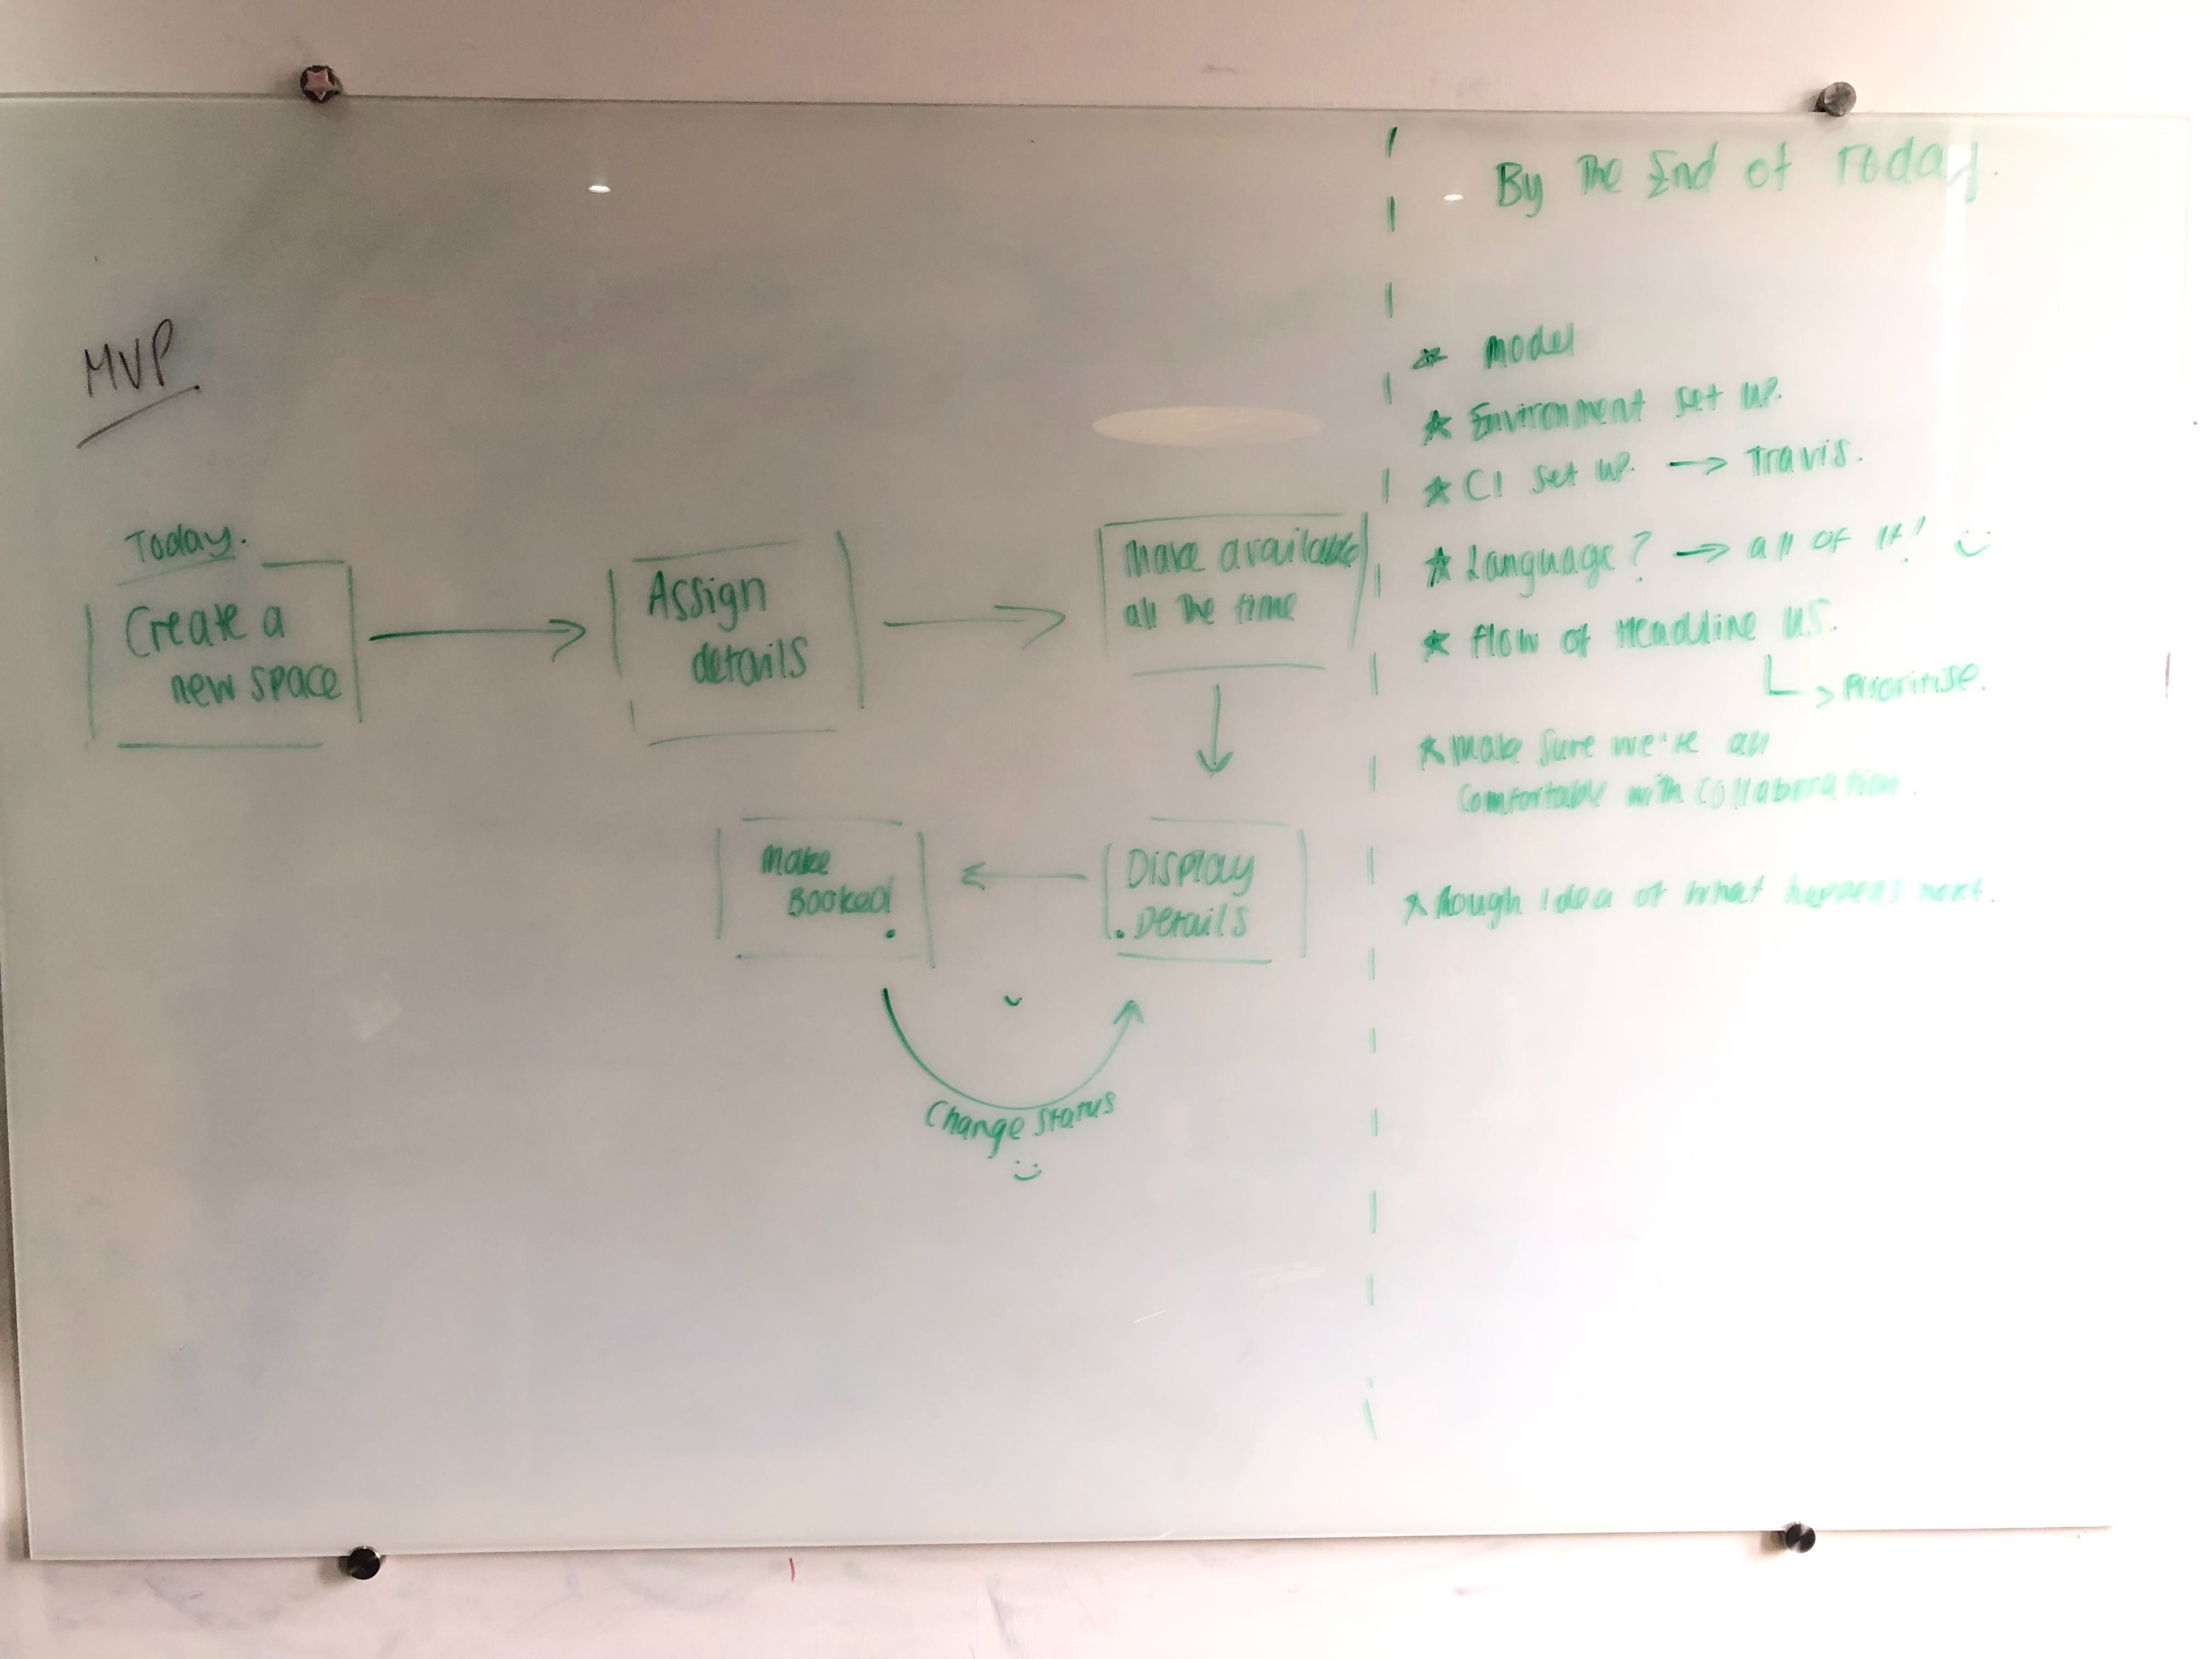 MVP.
Today.
Create a
new space
Assign
details
Make available
all the time
Display
Details
Make
Booked
Change Status
By The End of Today.
Model
Environment set up.
CI set up. → Travis.
Language? → all of it!
Flow of Headline U.S.
Prioritise.
Make sure we're all
comfortable with collaboration.
Rough idea of what happens next.